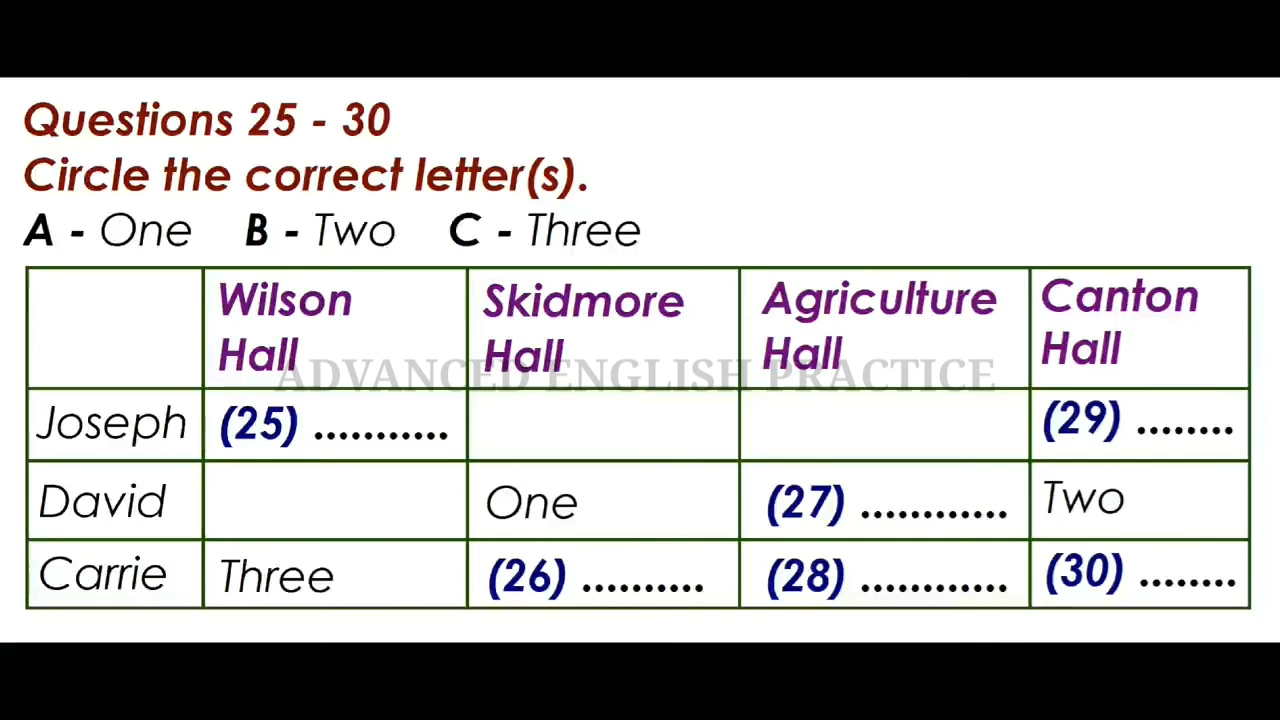 Questions 25 - 30
Circle the correct letter(s).
A - One B - Two C - Three
Wilson Hall Skidmore Hall Agriculture Hall Canton Hall
ADVANCED ENGLISH PRACTICE
Joseph (25) ........... (29) ........
David One (27) ............ Two
Carrie Three (26) .......... (28) ............ (30) ........